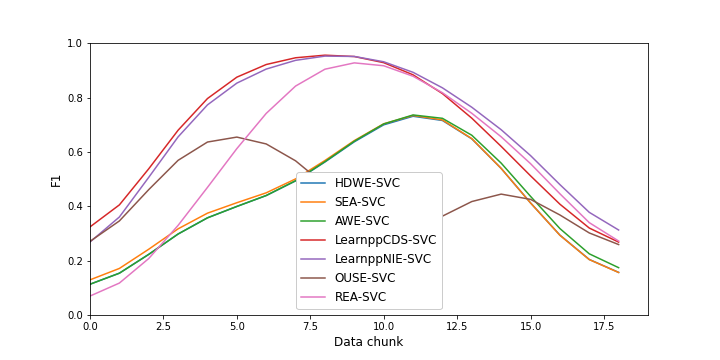 1.0
0.8
0.6
0.4
0.2
0.0
F1
HDWE-SVC
SEA-SVC
AWE-SVC
LearnppCDS-SVC
LearnppNIE-SVC
OUSE-SVC
REA-SVC
0.0 2.5 5.0 7.5 10.0 12.5 15.0 17.5
Data chunk